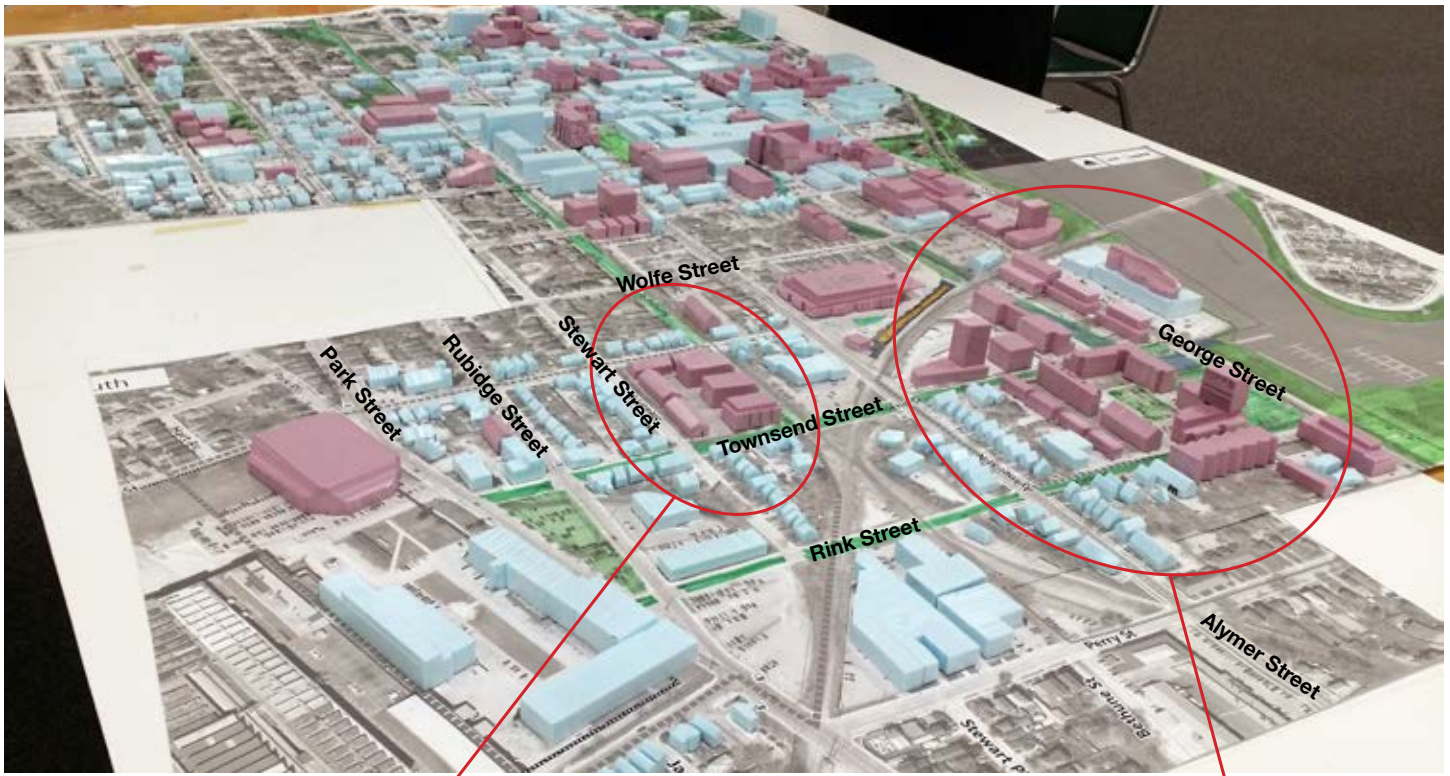 Wolfe Street
George Street
Stewart Street
Rubidge Street
Park Street
Townsend Street
Rink Street
Perry St
Alymer Street
Bethune St